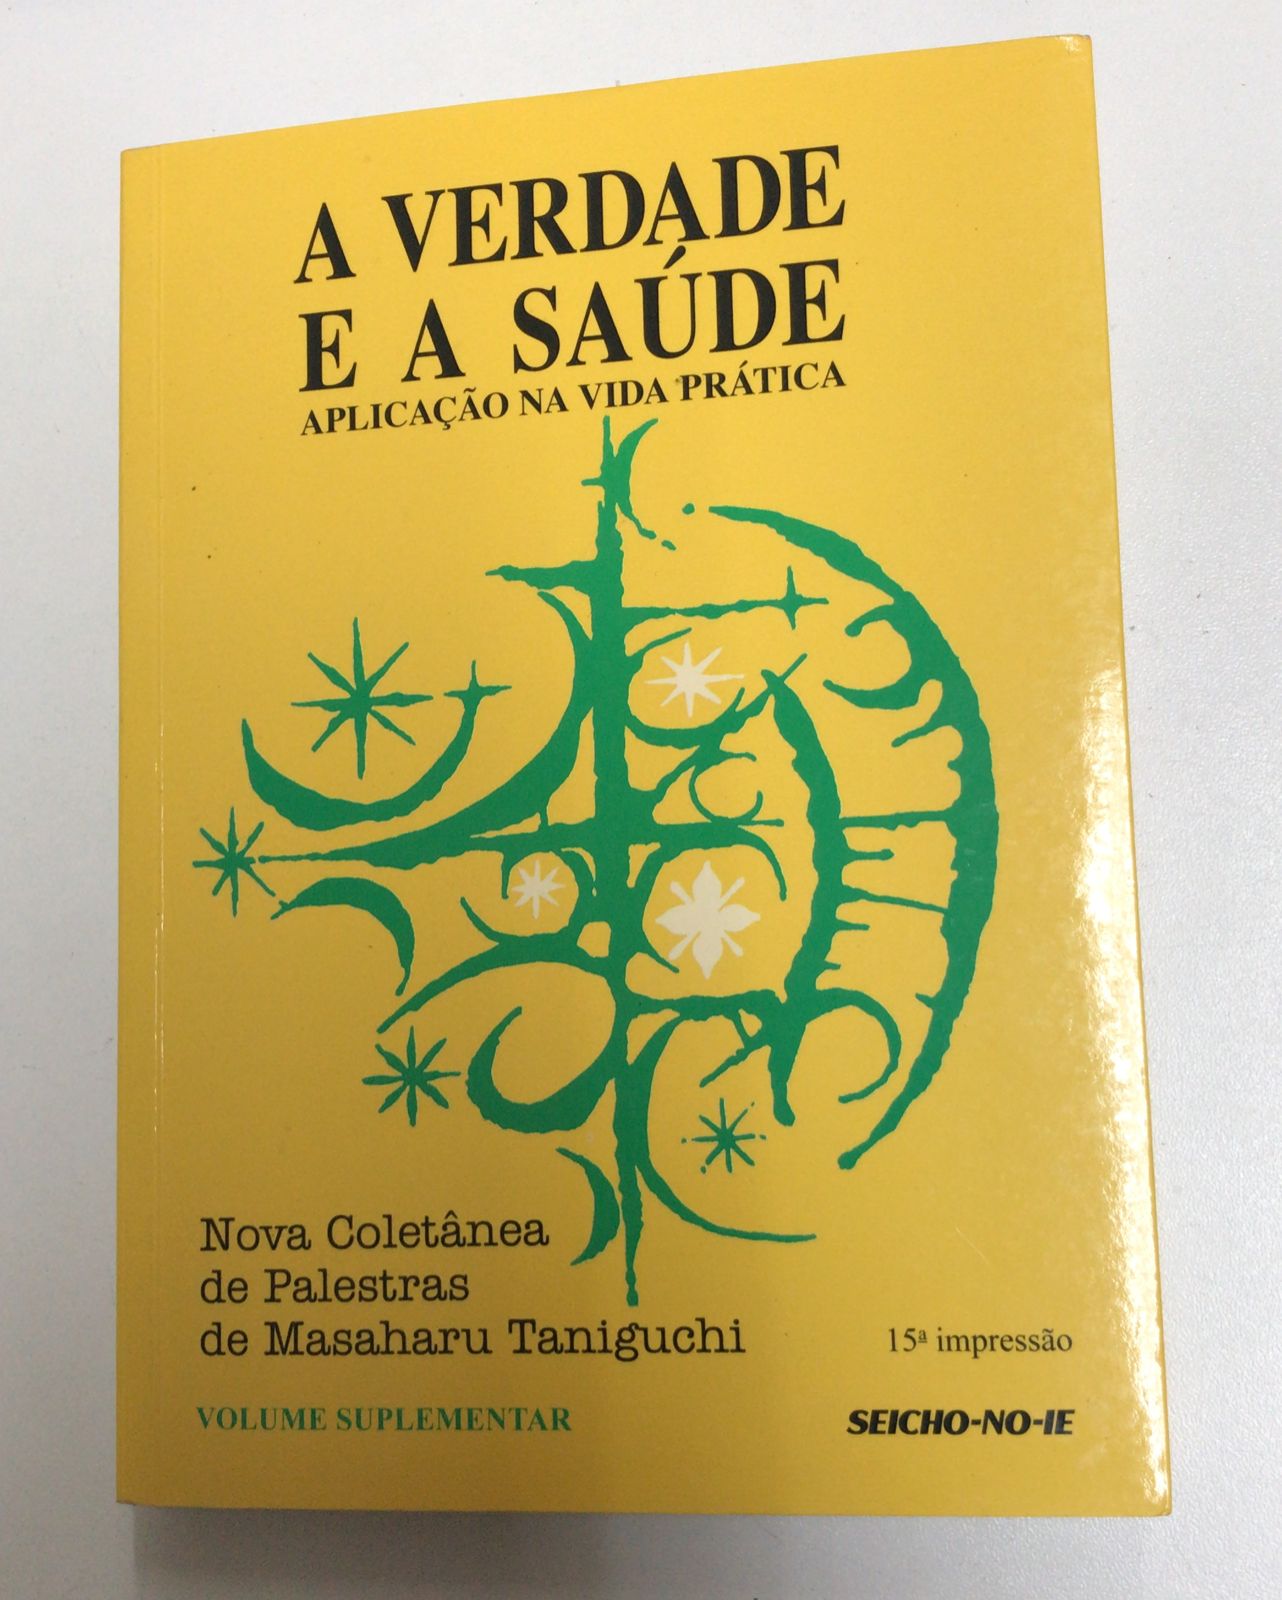 A VERDADE
E A SAÚDE
APLICAÇÃO NA VIDA PRÁTICA
Nova Coletânea
de Palestras
de Masaharu Taniguchi
15ª impressão
VOLUME SUPLEMENTAR
SEICHO-NO-IE